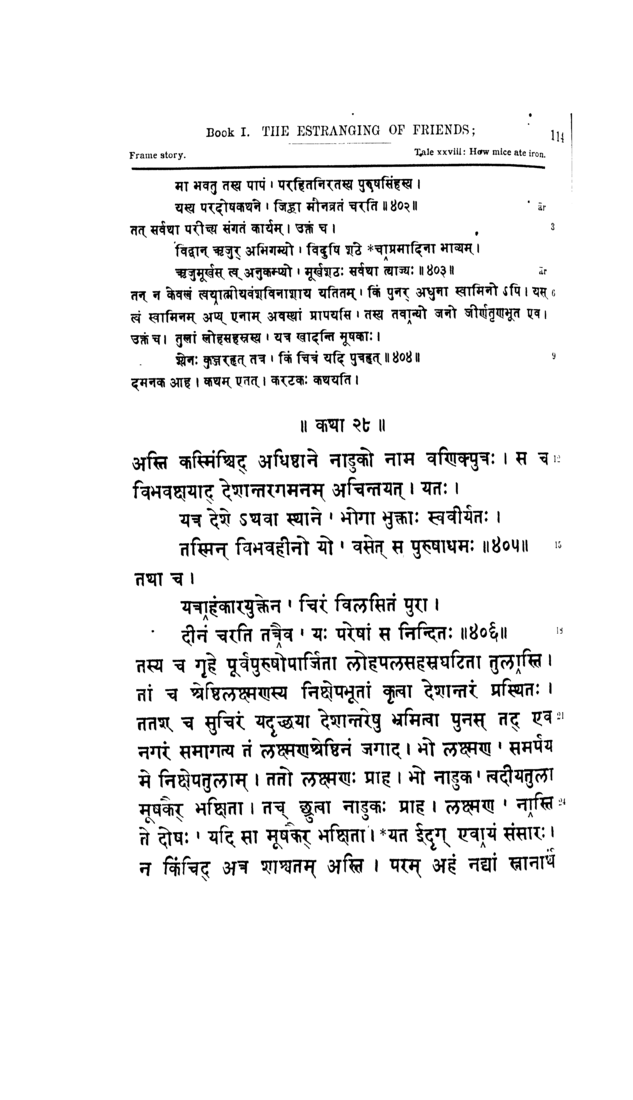 Book I. THE ESTRANGING OF FRIENDS;
114
Frame story.
Tale xxviii: How mice ate iron.
मा भवतु तस्य पापं । परहितनिरतस्य पुरुषसिंहस्य ।
यस्य परदोषकथने । जिह्वा मौनव्रतं चरति ॥४०२॥ ār
तत् सर्वथा परीक्ष्य संगतं कार्यम् । उक्तं च । 3
विद्वान् ऋजुर् अभिगम्यो । विदुषि शठे *चाप्रमादिना भाव्यम् ।
ऋजुमूर्खस् त्व् अनुकम्प्यो । मूर्खशठः सर्वथा त्याज्यः ॥४०३॥ ār
तन् न केवलं त्वयात्मीयवंशविनाशाय यतितम् । किं पुनर् अधुना स्वामिनो ऽपि । यस् 6
त्वं स्वामिनम् अप्य् एनाम् अवस्थां प्रापयसि । तस्य तवान्यो जनो जीर्णतृणभूत एव ।
उक्तं च । तुलां लोहसहस्रस्य । यत्र खादन्ति मूषकाः ।
श्येनः कुञ्जरहृत् तत्र । किं चित्रं यदि पुत्रहृत् ॥४०४॥ 9
दमनक आह । कथम् एतत् । करटकः कथयति ।
॥ कथा २८ ॥
अस्ति कस्मिंश्चिद् अधिष्ठाने नाडुको नाम वणिक्पुत्रः । स च 12
विभवक्षयाद् देशान्तरगमनम् अचिन्तयत् । यतः ।
यत्र देशे ऽथवा स्थाने । भोगा भुक्ताः स्ववीर्यतः ।
तस्मिन् विभवहीनो यो । वसेत् स पुरुषाधमः ॥४०५॥ 15
तथा च ।
यत्राहंकारयुक्तेन । चिरं विलसितं पुरा ।
दीनं चरति तत्रैव । यः परेषां स निन्दितः ॥४०६॥ 18
तस्य च गृहे पूर्वपुरुषोपार्जिता लोहपलसहस्रघटिता तुलास्ति ।
तां च श्रेष्ठिलक्ष्मणस्य निक्षेपभूतां कृत्वा देशान्तरं प्रस्थितः ।
ततश् च सुचिरं यदृच्छया देशान्तरेषु भ्रमित्वा पुनस् तद् एव 21
नगरं समागत्य तं लक्ष्मणश्रेष्ठिनं जगाद । भो लक्ष्मण । समर्पय
मे निक्षेपतुलाम् । ततो लक्ष्मणः प्राह । भो नाडुक । त्वदीयतुला
मूषकैर् भक्षिता । तच् छ्रुत्वा नाडुकः प्राह । लक्ष्मण । नास्ति 24
ते दोषः । यदि सा मूषकैर् भक्षिता । *यत ईदृग् एवायं संसारः ।
न किंचिद् अत्र शाश्वतम् अस्ति । परम् अहं नद्यां स्नानार्थं